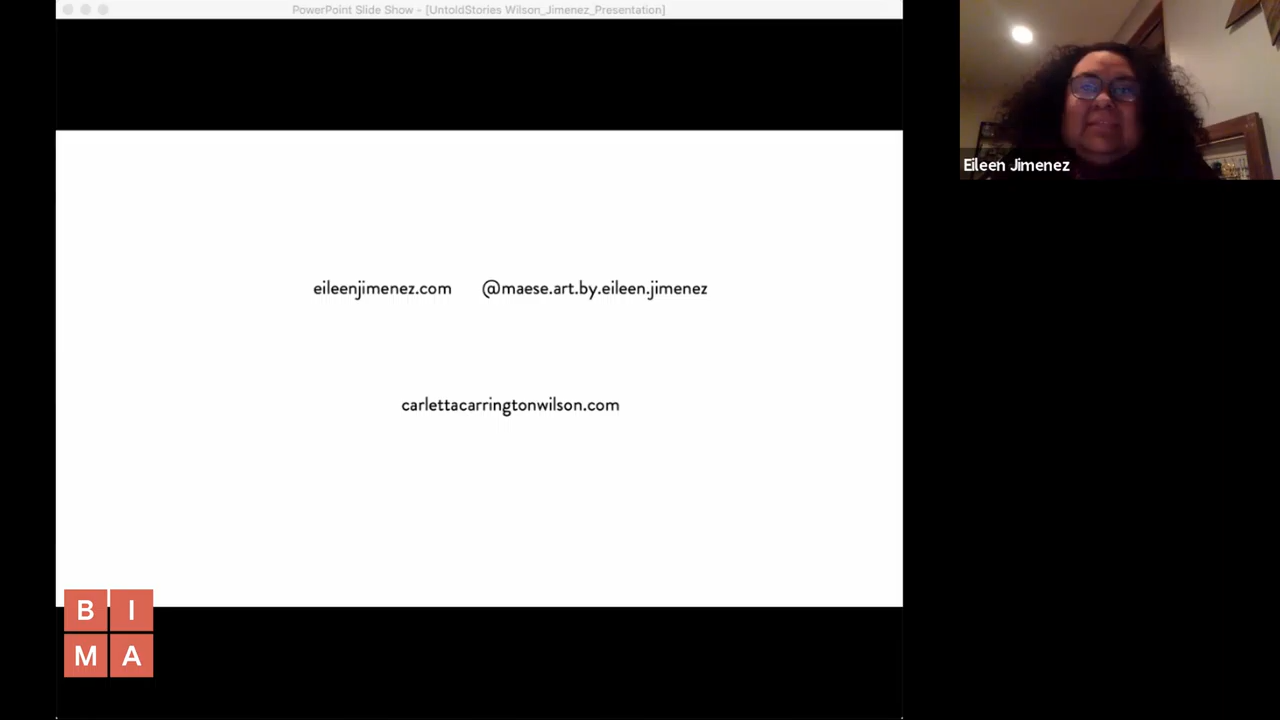 PowerPoint Slide Show - [UntoldStories Wilson_Jimenez_Presentation]
Eileen Jimenez
eileenjimenez.com @maese.art.by.eileen.jimenez
carlettacarringtonwilson.com
B I
M A